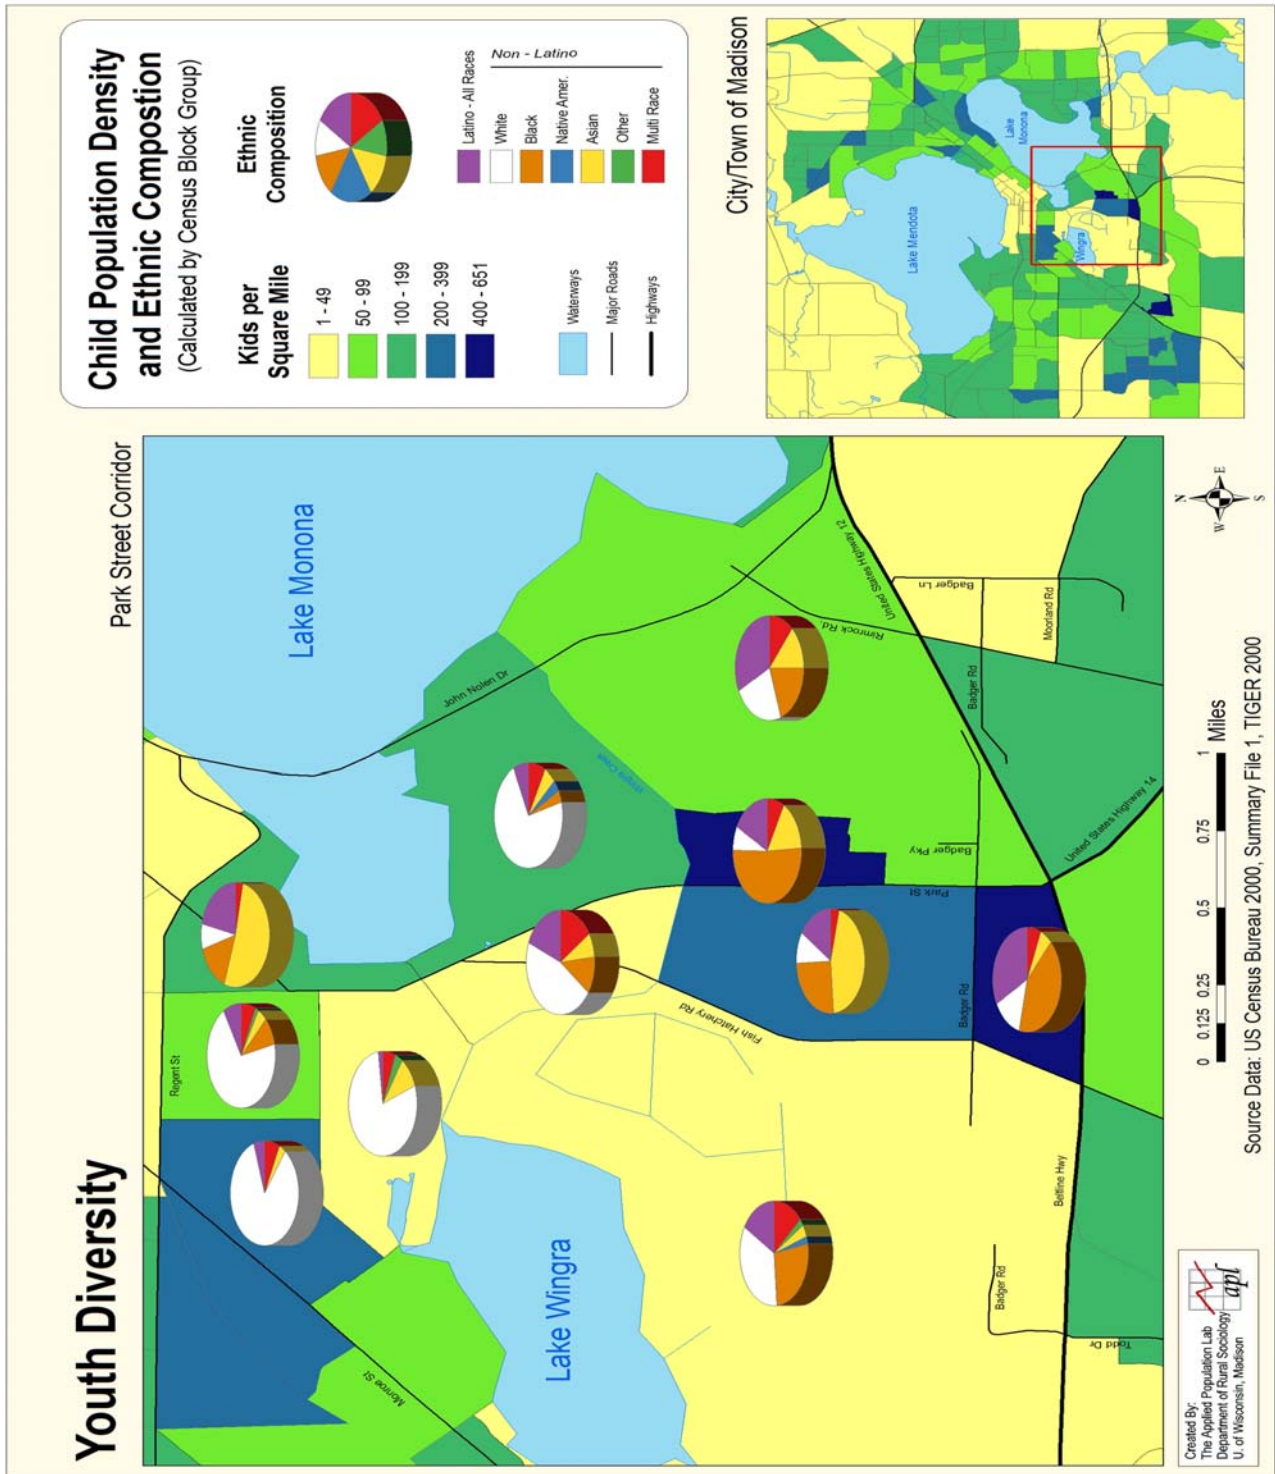 Youth Diversity
Park Street Corridor
Child Population Density
and Ethnic Compostion
(Calculated by Census Block Group)
Kids per
Square Mile
1 - 49
50 - 99
100 - 199
200 - 399
400 - 651
Waterways
Major Roads
Highways
Ethnic
Composition
Non - Latino
Latino - All Races
White
Black
Native Amer.
Asian
Other
Multi Race
City/Town of Madison
Lake Mendota
Lake
Monona
Wingra
Lake Monona
Lake Wingra
Regent St
Monroe St
John Nolen Dr
Wingra Creek
Fish Hatchery Rd
Park St
Badger Pky
Badger Rd
Rimrock Rd.
United States Highway 12
Badger Rd
Badger Ln
Moorland Rd
United States Highway 14
Beltline Hwy
Badger Rd
Todd Dr
N
W
E
S
0 0.125 0.25 0.5 0.75 1
Miles
Source Data: US Census Bureau 2000, Summary File 1, TIGER 2000
Created By:
The Applied Population Lab
Department of Rural Sociology
U. of Wisconsin, Madison
apl